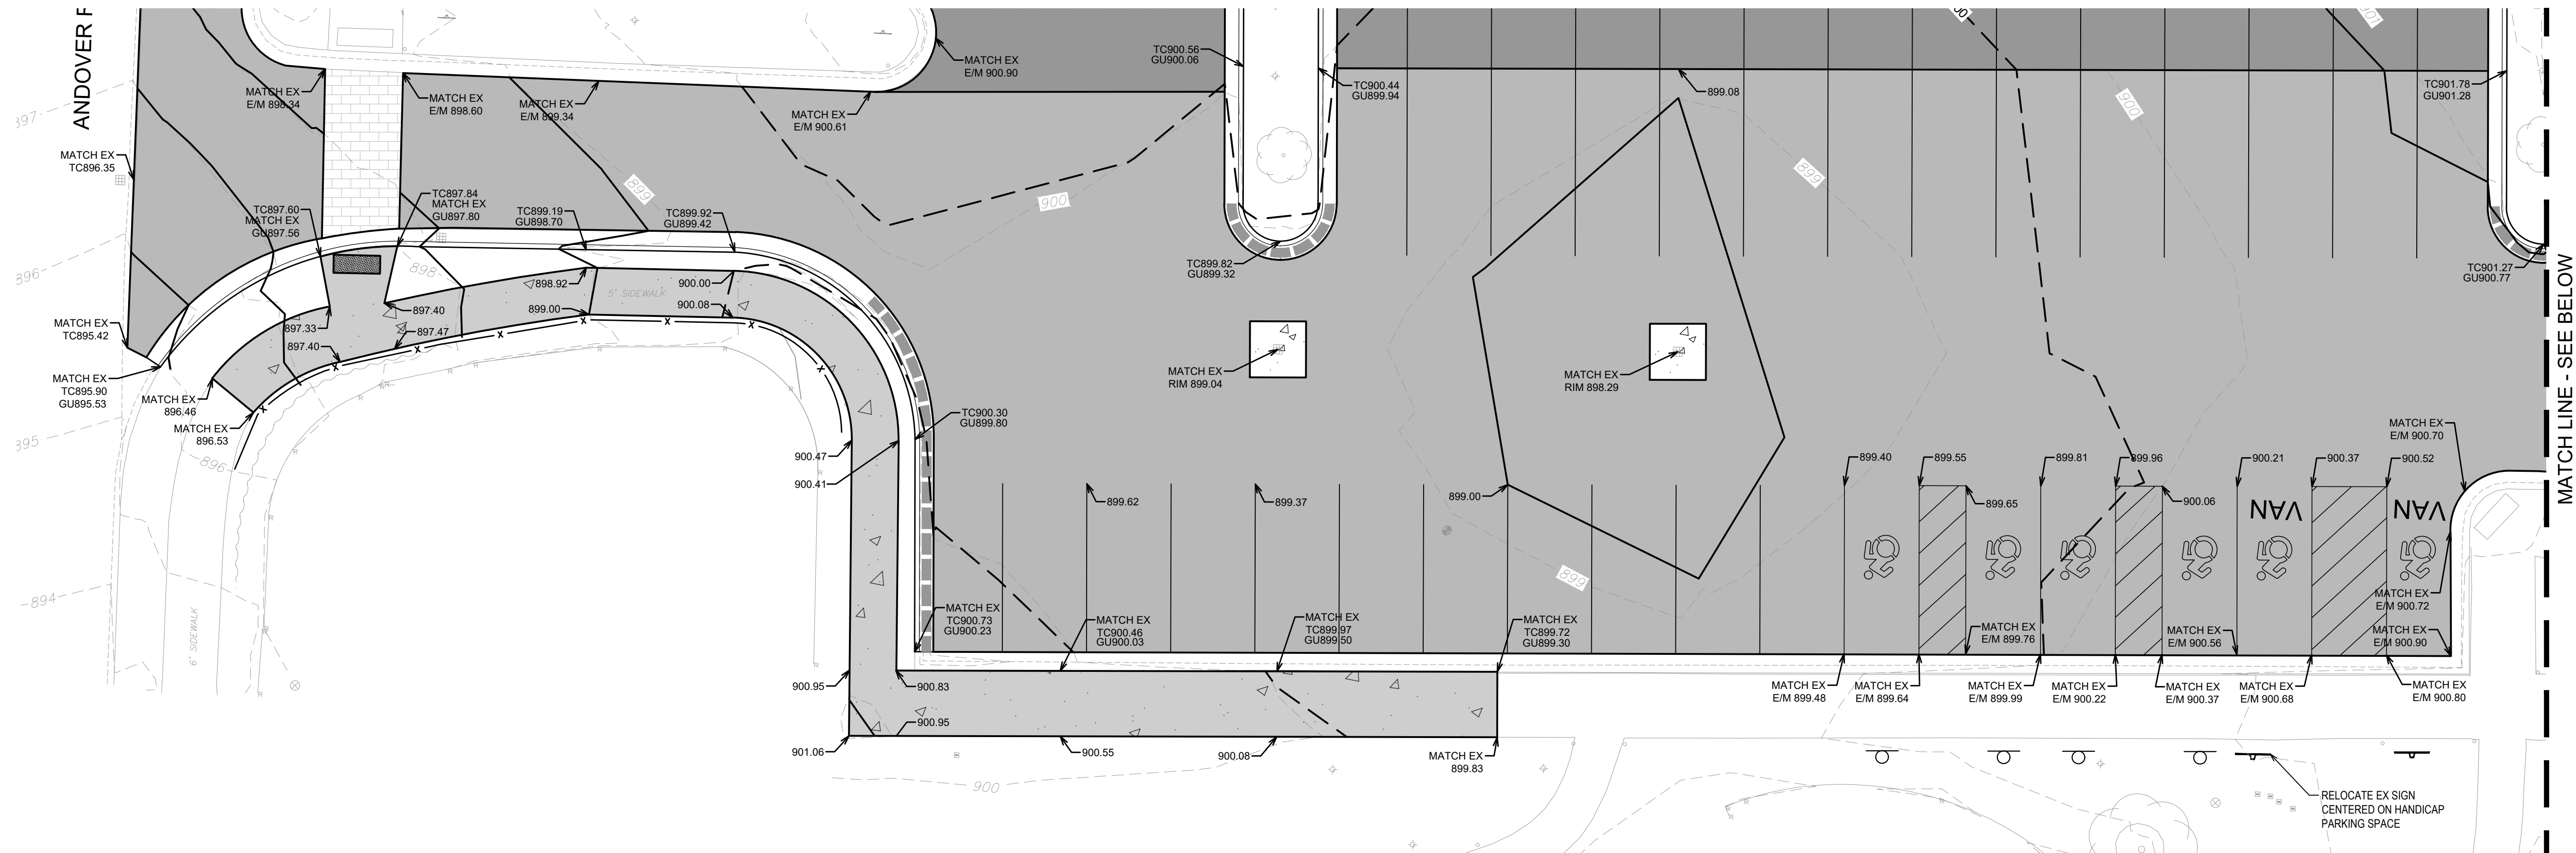 ANDOVER
TC900.56
GU900.06
MATCH EX
E/M 900.90
901
TC901.78
GU901.28
MATCH EX
E/M 898.34
MATCH EX
E/M 898.60
MATCH EX
E/M 899.34
MATCH EX
E/M 900.61
TC900.44
GU899.94
899.08
900
897
MATCH EX
TC896.35
899
899
TC897.60
MATCH EX
GU897.56
TC897.84
MATCH EX
GU897.80
TC899.19
GU898.70
TC899.92
GU899.42
900
896
898
TC899.82
GU899.32
TC901.27
GU900.77
898.92
5' SIDEWALK
900.00
900.08
899.00
897.40
897.33
897.47
897.40
MATCH EX
TC895.42
MATCH EX
TC895.90
GU895.53
MATCH EX
896.46
MATCH EX
896.53
MATCH EX
RIM 899.04
MATCH EX
RIM 898.29
MATCH LINE - SEE BELOW
895
896
TC900.30
GU899.80
900.47
900.41
MATCH EX
E/M 900.70
899.62
899.37
899.00
899.40
899.55
899.65
899.81
899.96
900.06
900.21
900.37
900.52
VAN
VAN
894
899
6' SIDEWALK
MATCH EX
TC900.73
GU900.23
MATCH EX
TC900.46
GU900.03
MATCH EX
TC899.97
GU899.50
MATCH EX
TC899.72
GU899.30
MATCH EX
E/M 899.76
MATCH EX
E/M 900.56
MATCH EX
E/M 900.72
MATCH EX
E/M 900.90
900.95
900.83
MATCH EX
E/M 899.48
MATCH EX
E/M 899.64
MATCH EX
E/M 899.99
MATCH EX
E/M 900.22
MATCH EX
E/M 900.37
MATCH EX
E/M 900.68
MATCH EX
E/M 900.80
900.95
901.06
900.55
900.08
MATCH EX
899.83
900
RELOCATE EX SIGN
CENTERED ON HANDICAP
PARKING SPACE